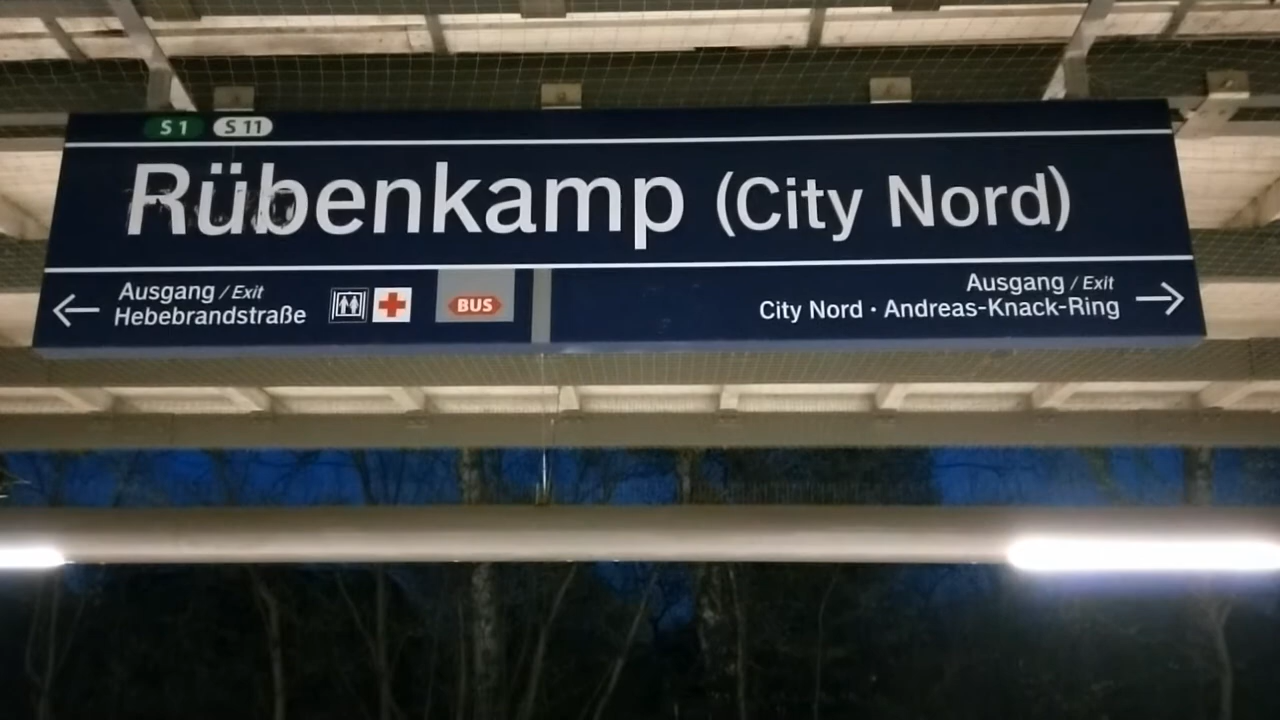 S 1 S 11
Rübenkamp (City Nord)
Ausgang / Exit
Hebebrandstraße
BUS
Ausgang / Exit
City Nord · Andreas-Knack-Ring